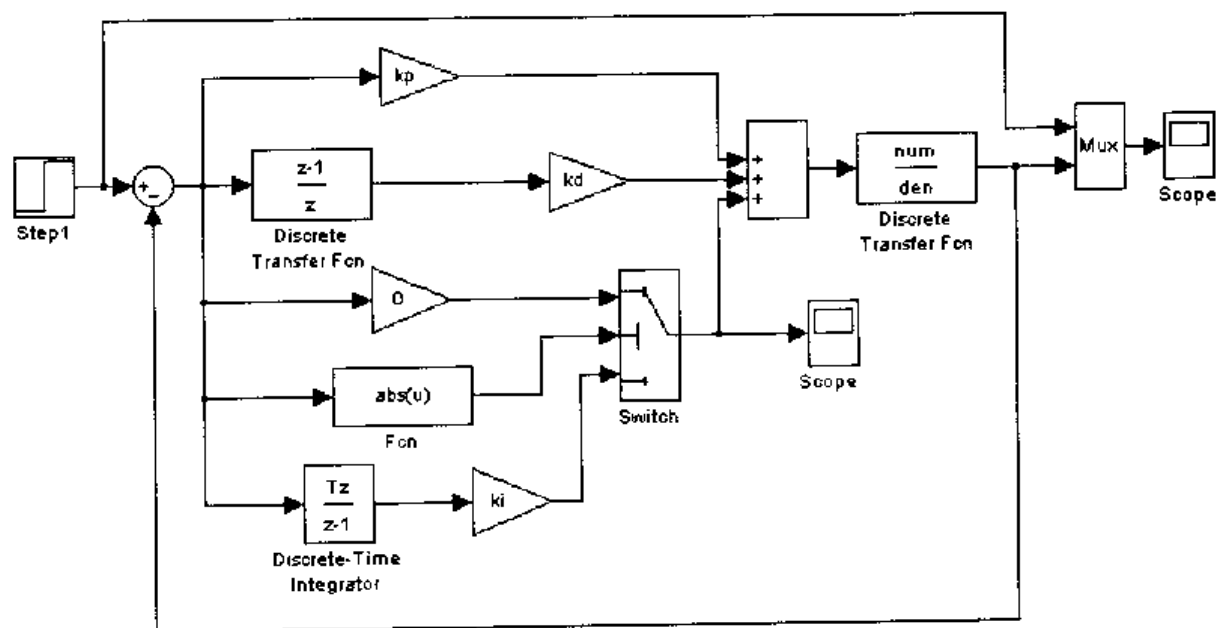 Step1
+
-
kp
z-1
z
Discrete
Transfer Fcn
kd
0
abs(u)
Fcn
Tz
z-1
Discrete-Time
Integrator
ki
Switch
+
+
+
Scope
num
den
Discrete
Transfer Fcn
Mux
Scope